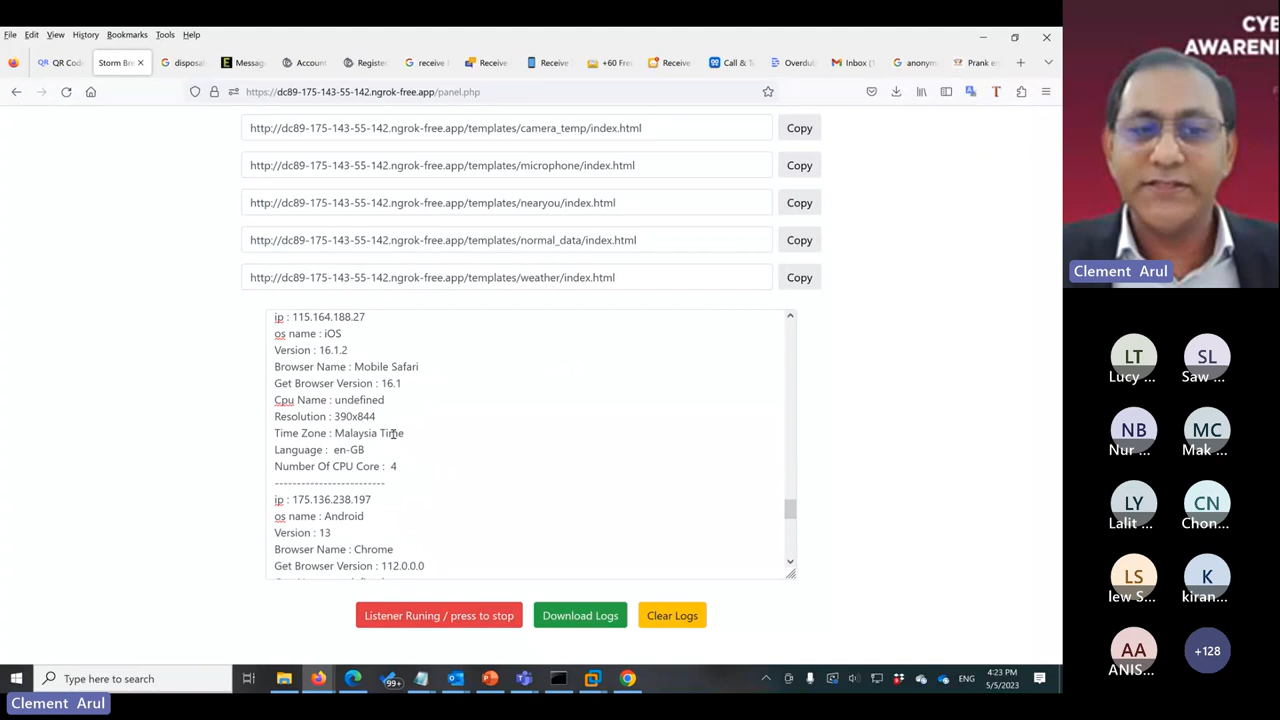 File Edit View History Bookmarks Tools Help
QR Code
Storm Bre
disposa
Message
Account
Registe
receive
Receive
Receive
+60 Free
Receive
Call & T
Overdu
Inbox (1
anonym
Prank en
https://dc89-175-143-55-142.ngrok-free.app/panel.php
http://dc89-175-143-55-142.ngrok-free.app/templates/camera_temp/index.html Copy
http://dc89-175-143-55-142.ngrok-free.app/templates/microphone/index.html Copy
http://dc89-175-143-55-142.ngrok-free.app/templates/nearyou/index.html Copy
http://dc89-175-143-55-142.ngrok-free.app/templates/normal_data/index.html Copy
http://dc89-175-143-55-142.ngrok-free.app/templates/weather/index.html Copy
ip : 115.164.188.27
os name : iOS
Version : 16.1.2
Browser Name : Mobile Safari
Get Browser Version : 16.1
Cpu Name : undefined
Resolution : 390x844
Time Zone : Malaysia Time
Language : en-GB
Number Of CPU Core : 4
-------------------------
ip : 175.136.238.197
os name : Android
Version : 13
Browser Name : Chrome
Get Browser Version : 112.0.0.0
Listener Runing / press to stop Download Logs Clear Logs
Type here to search
99+
ENG
4:23 PM
5/5/2023
Clement Arul
CYB
AWARENE
Clement Arul
LT
Lucy ...
SL
Saw ...
NB
Nur ...
MC
Mak ...
LY
Lalit ...
CN
Chon...
LS
lew S...
K
kiran...
AA
ANIS...
+128